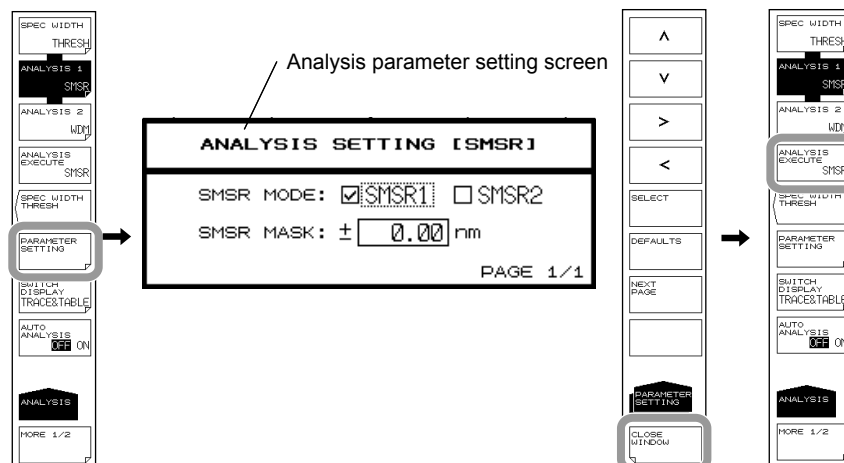 SPEC WIDTH
THRESH
ANALYSIS 1
SMSR
ANALYSIS 2
WDM
ANALYSIS
EXECUTE
SMSR
SPEC WIDTH
THRESH
PARAMETER
SETTING
SWITCH
DISPLAY
TRACE&TABLE
AUTO
ANALYSIS
OFF ON
ANALYSIS
MORE 1/2
Analysis parameter setting screen
ANALYSIS SETTING [SMSR]
SMSR MODE: ☑SMSR1 ☐SMSR2
SMSR MASK: ± 0.00 nm
PAGE 1/1
∧
∨
>
<
SELECT
DEFAULTS
NEXT
PAGE
PARAMETER
SETTING
CLOSE
WINDOW
SPEC WIDTH
THRESH
ANALYSIS 1
SMSR
ANALYSIS 2
WDM
ANALYSIS
EXECUTE
SMSR
SPEC WIDTH
THRESH
PARAMETER
SETTING
SWITCH
DISPLAY
TRACE&TABLE
AUTO
ANALYSIS
OFF ON
ANALYSIS
MORE 1/2